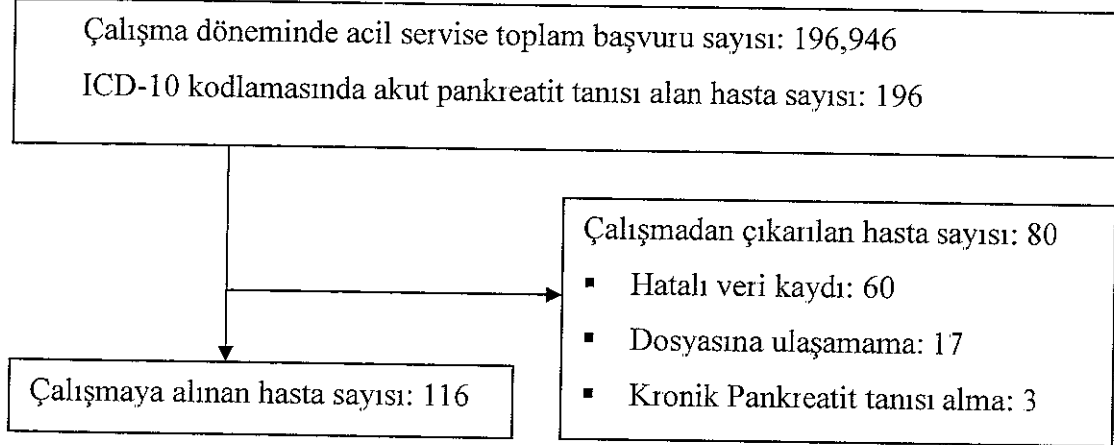 Çalışma döneminde acil servise toplam başvuru sayısı: 196,946
ICD-10 kodlamasında akut pankreatit tanısı alan hasta sayısı: 196
Çalışmadan çıkarılan hasta sayısı: 80
▪ Hatalı veri kaydı: 60
▪ Dosyasına ulaşamama: 17
▪ Kronik Pankreatit tanısı alma: 3
Çalışmaya alınan hasta sayısı: 116